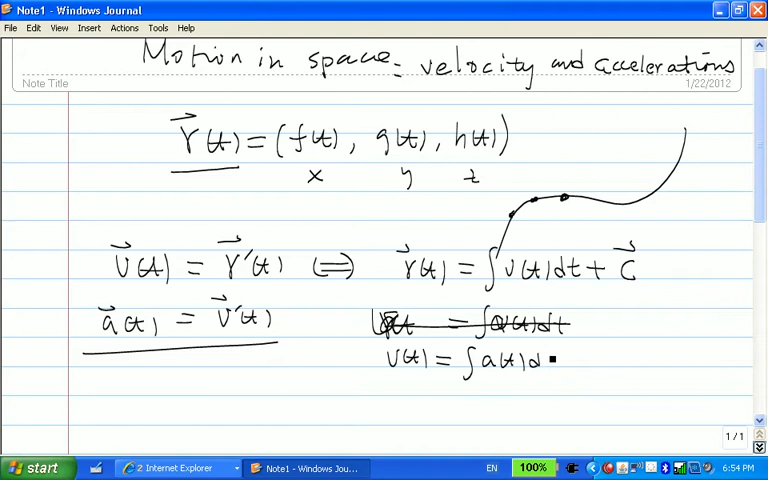 Note1 - Windows Journal
File Edit View Insert Actions Tools Help
Motion in space: velocity and accelerations
Note Title
1/22/2012
r⃗(t) = (f(t), g(t), h(t))
x y z
v⃗(t) = r⃗'(t) ⟺ r⃗(t) = ∫v(t)dt + C⃗
a⃗(t) = v⃗'(t)
= ∫a(t)dt
v(t) = ∫a(t)d
1/1
start
2 Internet Explorer
Note1 - Windows Jou...
EN
100%
6:54 PM